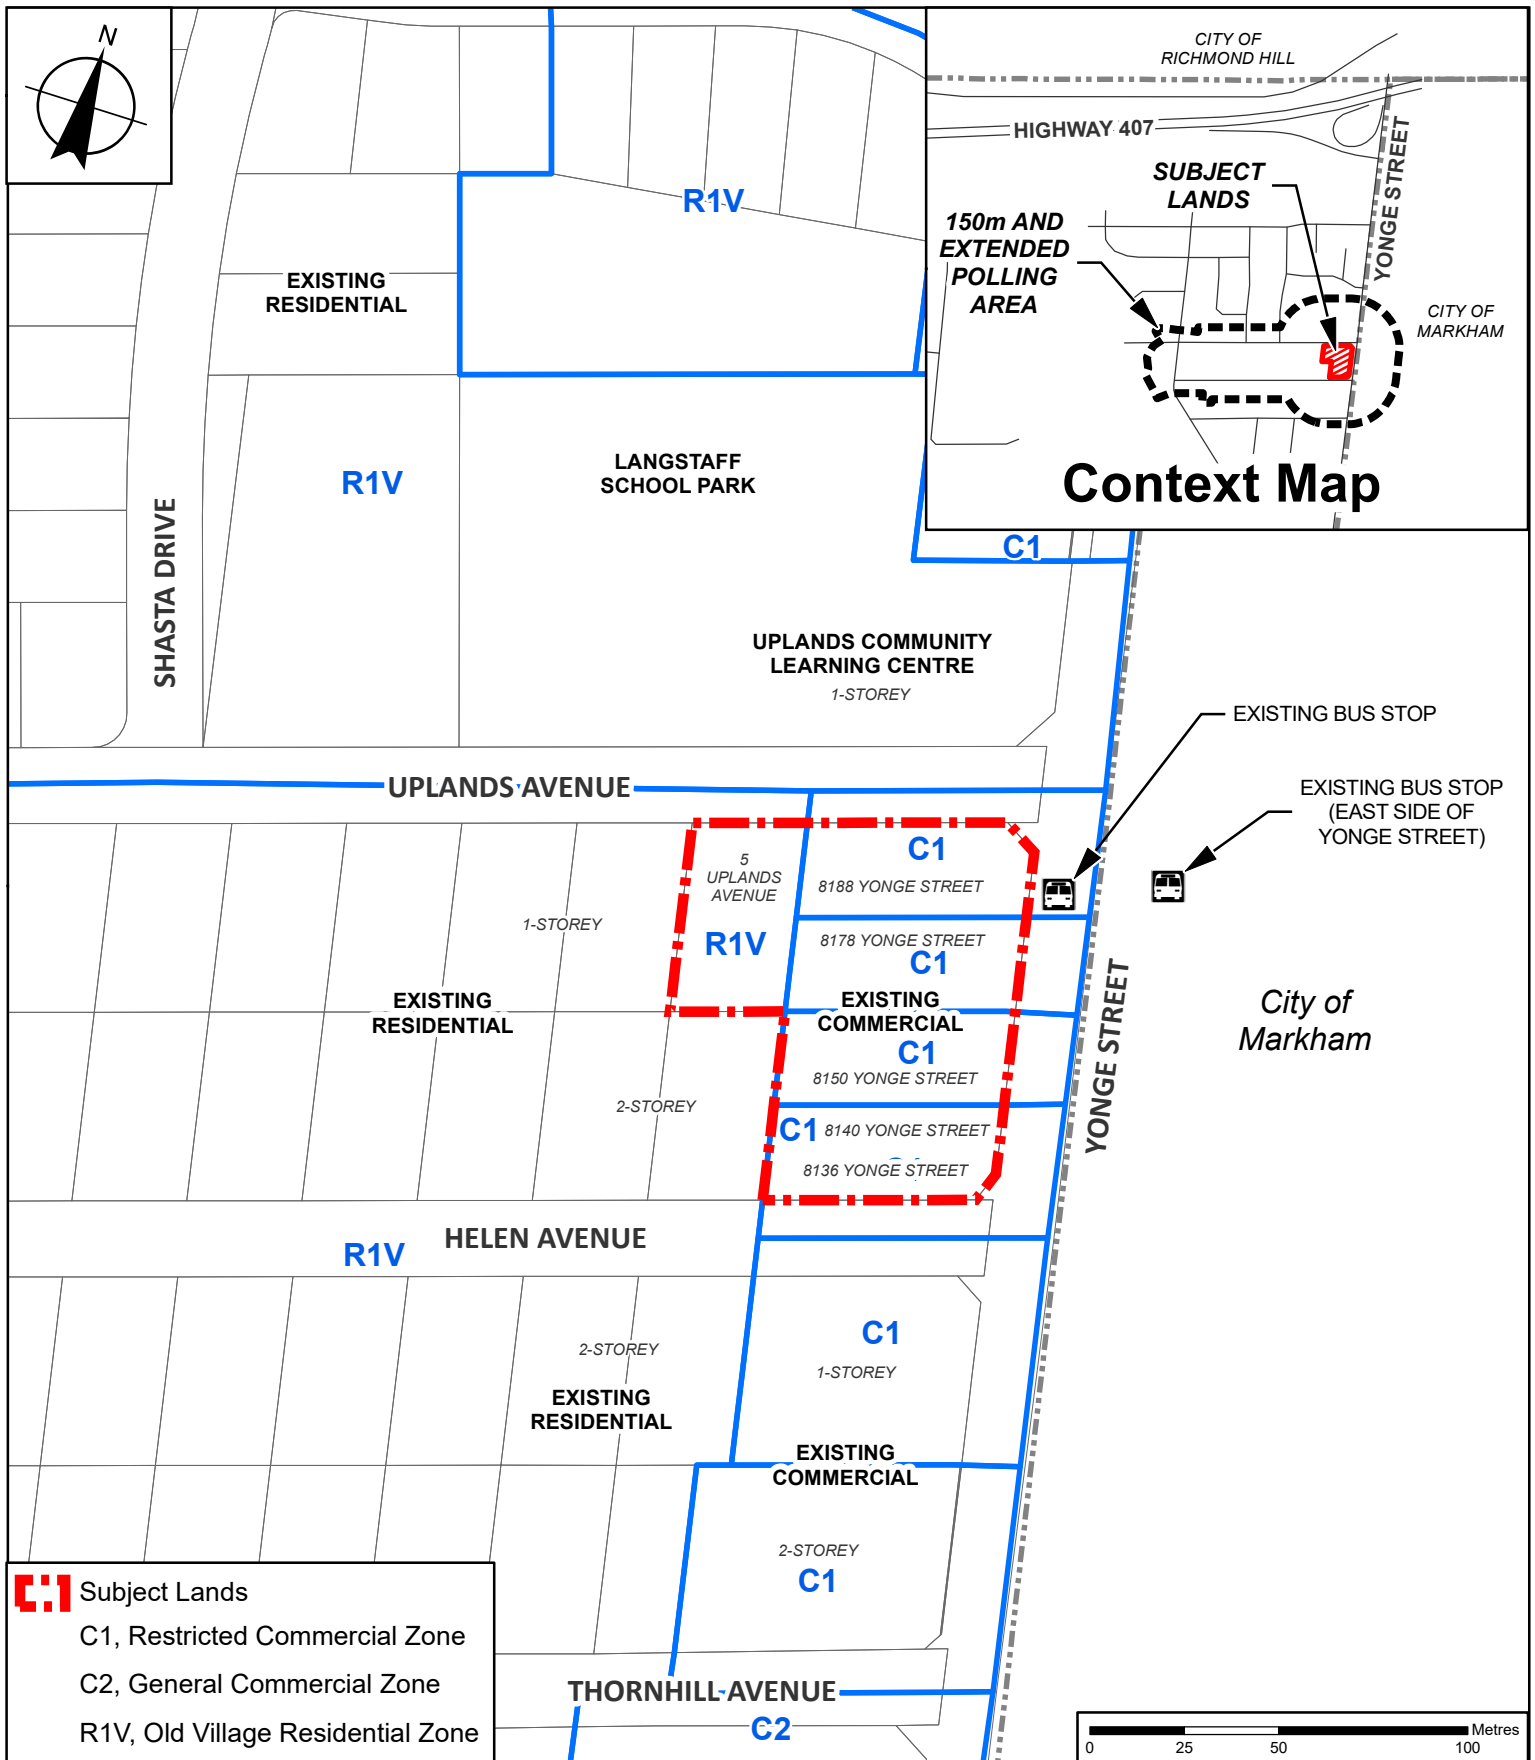 N
CITY OF
RICHMOND HILL
HIGHWAY 407
YONGE STREET
SUBJECT
LANDS
150m AND
EXTENDED
POLLING
AREA
CITY OF
MARKHAM
Context Map
R1V
EXISTING
RESIDENTIAL
R1V
LANGSTAFF
SCHOOL PARK
C1
SHASTA DRIVE
UPLANDS COMMUNITY
LEARNING CENTRE
1-STOREY
EXISTING BUS STOP
UPLANDS AVENUE
EXISTING BUS STOP
(EAST SIDE OF
YONGE STREET)
5
UPLANDS
AVENUE
C1
8188 YONGE STREET
1-STOREY
R1V
8178 YONGE STREET
C1
EXISTING
RESIDENTIAL
EXISTING
COMMERCIAL
C1
8150 YONGE STREET
YONGE STREET
City of
Markham
2-STOREY
C1
8140 YONGE STREET
8136 YONGE STREET
HELEN AVENUE
R1V
C1
2-STOREY
1-STOREY
EXISTING
RESIDENTIAL
EXISTING
COMMERCIAL
2-STOREY
C1
THORNHILL AVENUE
C2
Subject Lands
C1, Restricted Commercial Zone
C2, General Commercial Zone
R1V, Old Village Residential Zone
Metres
0 25 50 100